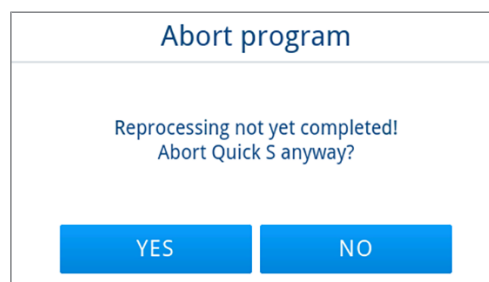 Abort program
Reprocessing not yet completed!
Abort Quick S anyway?
YES
NO